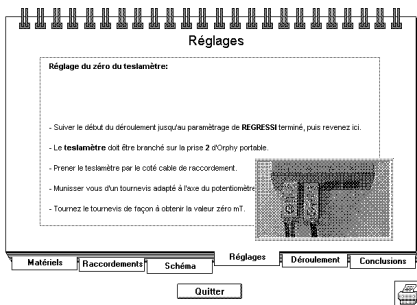 Réglages
Réglage du zéro du teslamètre:
- Suiver le début du déroulement jusqu'au paramètrage de REGRESSI terminé, puis revenez ici.
- Le teslamètre doit être branché sur la prise 2 d'Orphy portable.
- Prener le teslamètre par le coté cable de raccordement.
- Munisser vous d'un tournevis adapté à l'axe du potentiomètre
- Tournez le tournevis de façon à obtenir la valeur zéro mT.
Matériels
Raccordements
Schéma
Réglages
Déroulement
Conclusions
Quitter